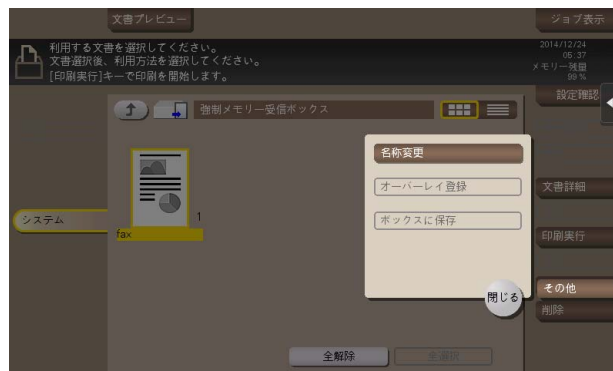 文書プレビュー
ジョブ表示
利用する文書を選択してください。
文書選択後、利用方法を選択してください。
[印刷実行]キーで印刷を開始します。
2014/12/24
05:37
メモリー残量
99 %
設定確認
強制メモリー受信ボックス
名称変更
オーバーレイ登録
ボックスに保存
文書詳細
システム
1
fax
印刷実行
その他
閉じる
削除
全解除
全選択